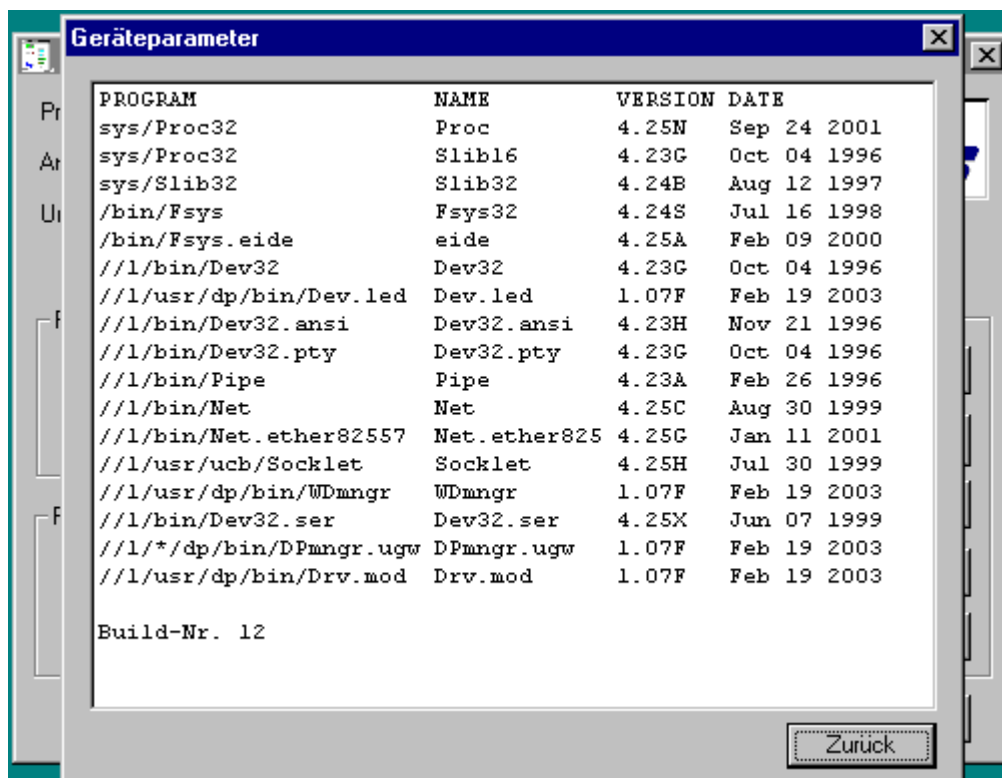 Geräteparameter
PROGRAM NAME VERSION DATE
sys/Proc32 Proc 4.25N Sep 24 2001
sys/Proc32 Slib16 4.23G Oct 04 1996
sys/Slib32 Slib32 4.24B Aug 12 1997
/bin/Fsys Fsys32 4.24S Jul 16 1998
/bin/Fsys.eide eide 4.25A Feb 09 2000
//1/bin/Dev32 Dev32 4.23G Oct 04 1996
//1/usr/dp/bin/Dev.led Dev.led 1.07F Feb 19 2003
//1/bin/Dev32.ansi Dev32.ansi 4.23H Nov 21 1996
//1/bin/Dev32.pty Dev32.pty 4.23G Oct 04 1996
//1/bin/Pipe Pipe 4.23A Feb 26 1996
//1/bin/Net Net 4.25C Aug 30 1999
//1/bin/Net.ether82557 Net.ether825 4.25G Jan 11 2001
//1/usr/ucb/Socklet Socklet 4.25H Jul 30 1999
//1/usr/dp/bin/WDmngr WDmngr 1.07F Feb 19 2003
//1/bin/Dev32.ser Dev32.ser 4.25X Jun 07 1999
//1/*/dp/bin/DPmngr.ugw DPmngr.ugw 1.07F Feb 19 2003
//1/usr/dp/bin/Drv.mod Drv.mod 1.07F Feb 19 2003
Build-Nr. 12
Zurück